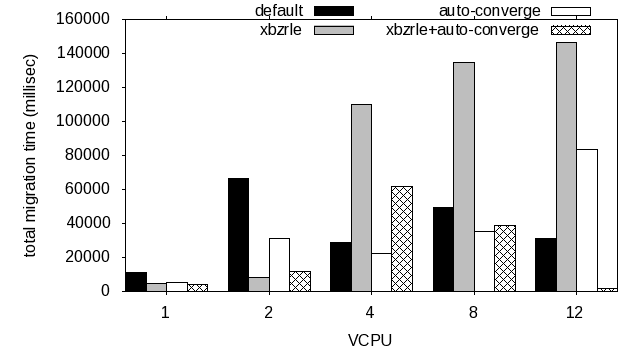 default
auto-converge
xbzrle
xbzrle+auto-converge
160000
140000
120000
100000
80000
60000
40000
20000
0
total migration time (millisec)
1 2 4 8 12
VCPU